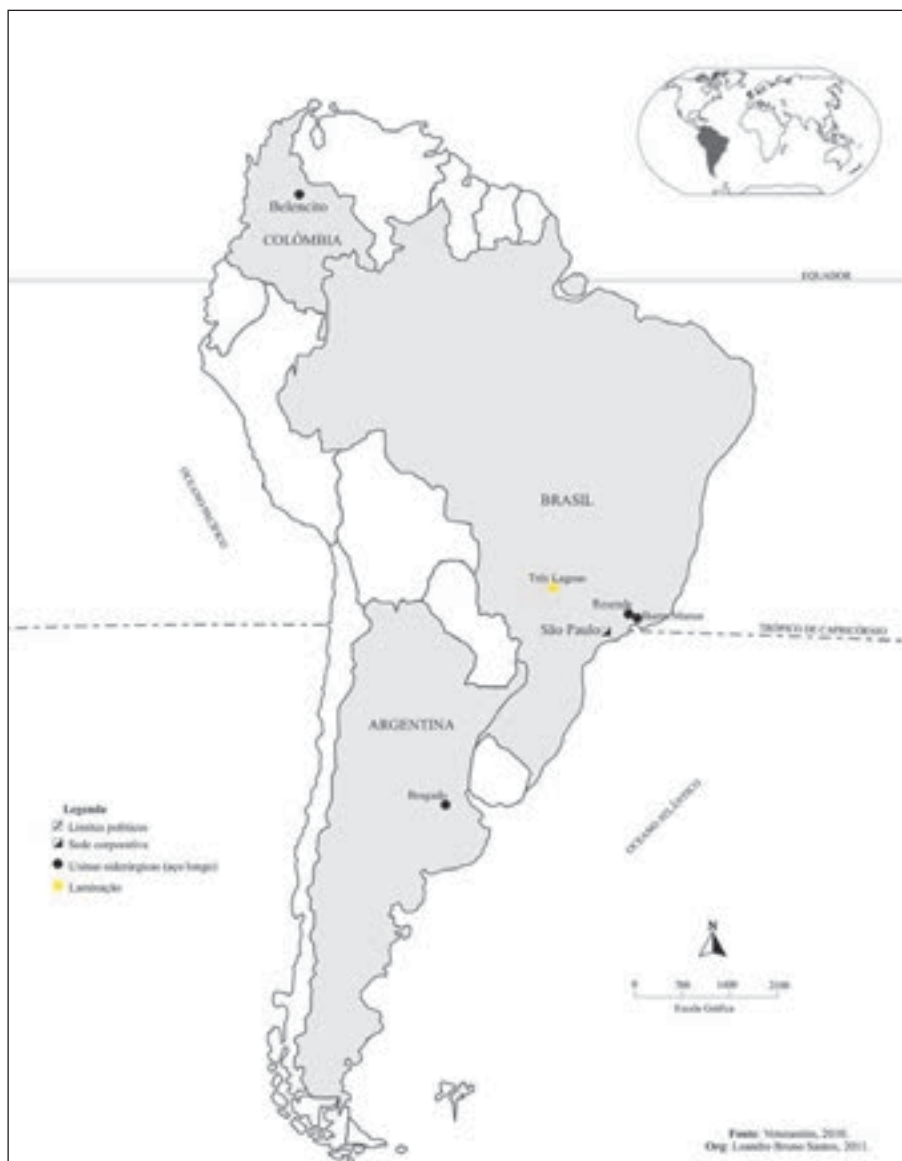 Belencito
COLÔMBIA
EQUADOR
OCEANO PACÍFICO
BRASIL
Três Lagoas
Resende
Barra Mansa
São Paulo
TRÓPICO DE CAPRICÓRNIO
ARGENTINA
Bragado
OCEANO ATLÂNTICO
Legenda
Limites políticos
Sede corporativa
Usinas siderúrgicas (aço longo)
Laminação
N
0 700 1400 2100
Escala Gráfica
Fonte: Votorantim, 2010.
Org: Leandro Bruno Santos, 2011.